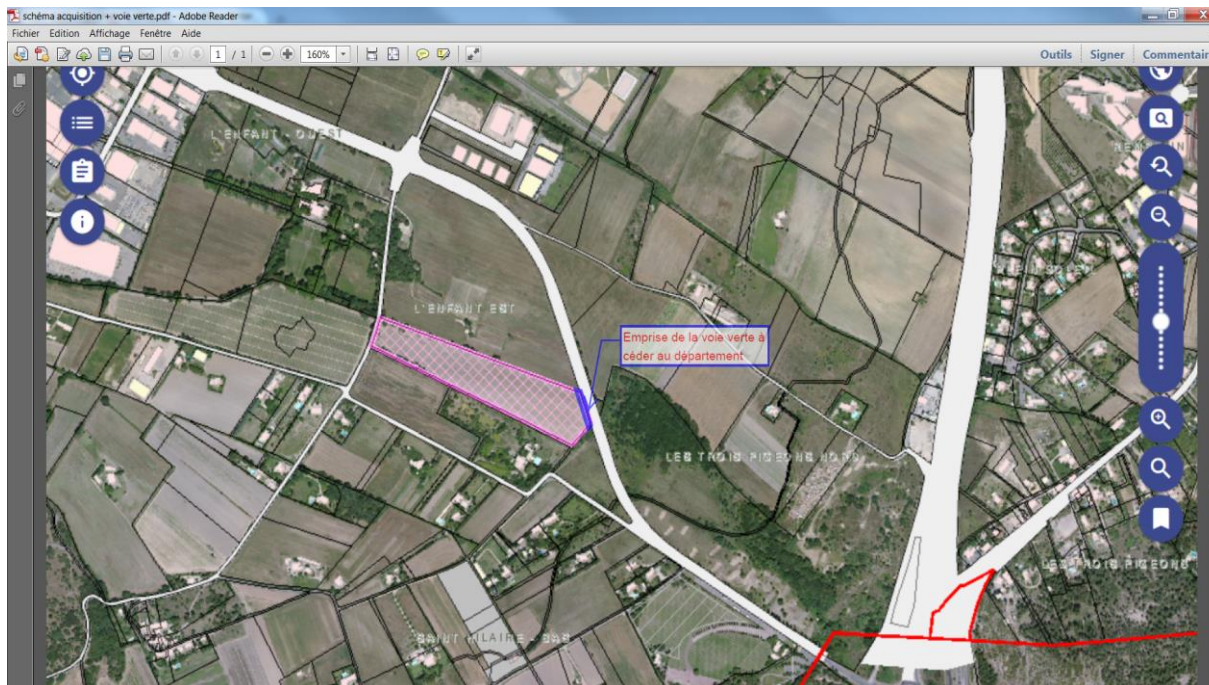 schéma acquisition + voie verte.pdf - Adobe Reader
Fichier Edition Affichage Fenêtre Aide
1 / 1 160% Outils Signer Commentair
L'ENFANT - OUEST
L'ENFANT EST
Emprise de la voie verte à
céder au département
LES TROIS PIGEONS NORD
LES TROIS PIGEONS
SAINT HILAIRE - BAS